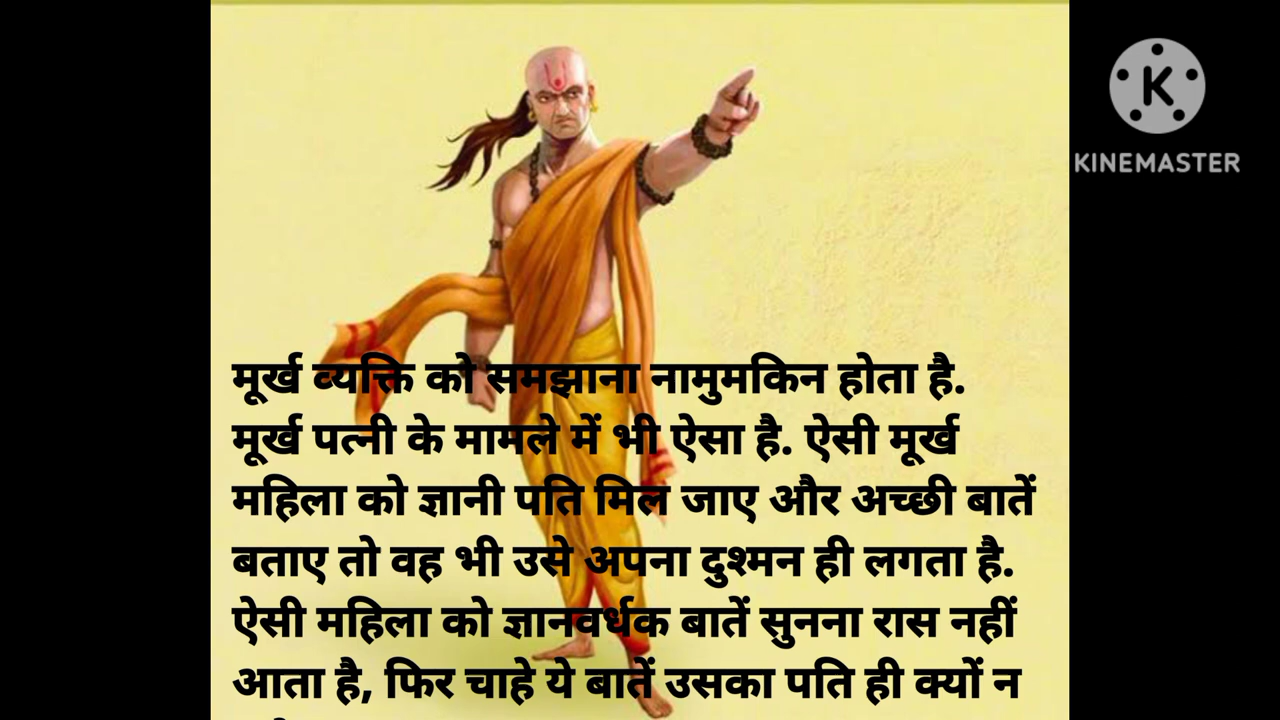 मूर्ख व्यक्ति को समझाना नामुमकिन होता है.
मूर्ख पत्नी के मामले में भी ऐसा है. ऐसी मूर्ख
महिला को ज्ञानी पति मिल जाए और अच्छी बातें
बताए तो वह भी उसे अपना दुश्मन ही लगता है.
ऐसी महिला को ज्ञानवर्धक बातें सुनना रास नहीं
आता है, फिर चाहे ये बातें उसका पति ही क्यों न
K
KINEMASTER